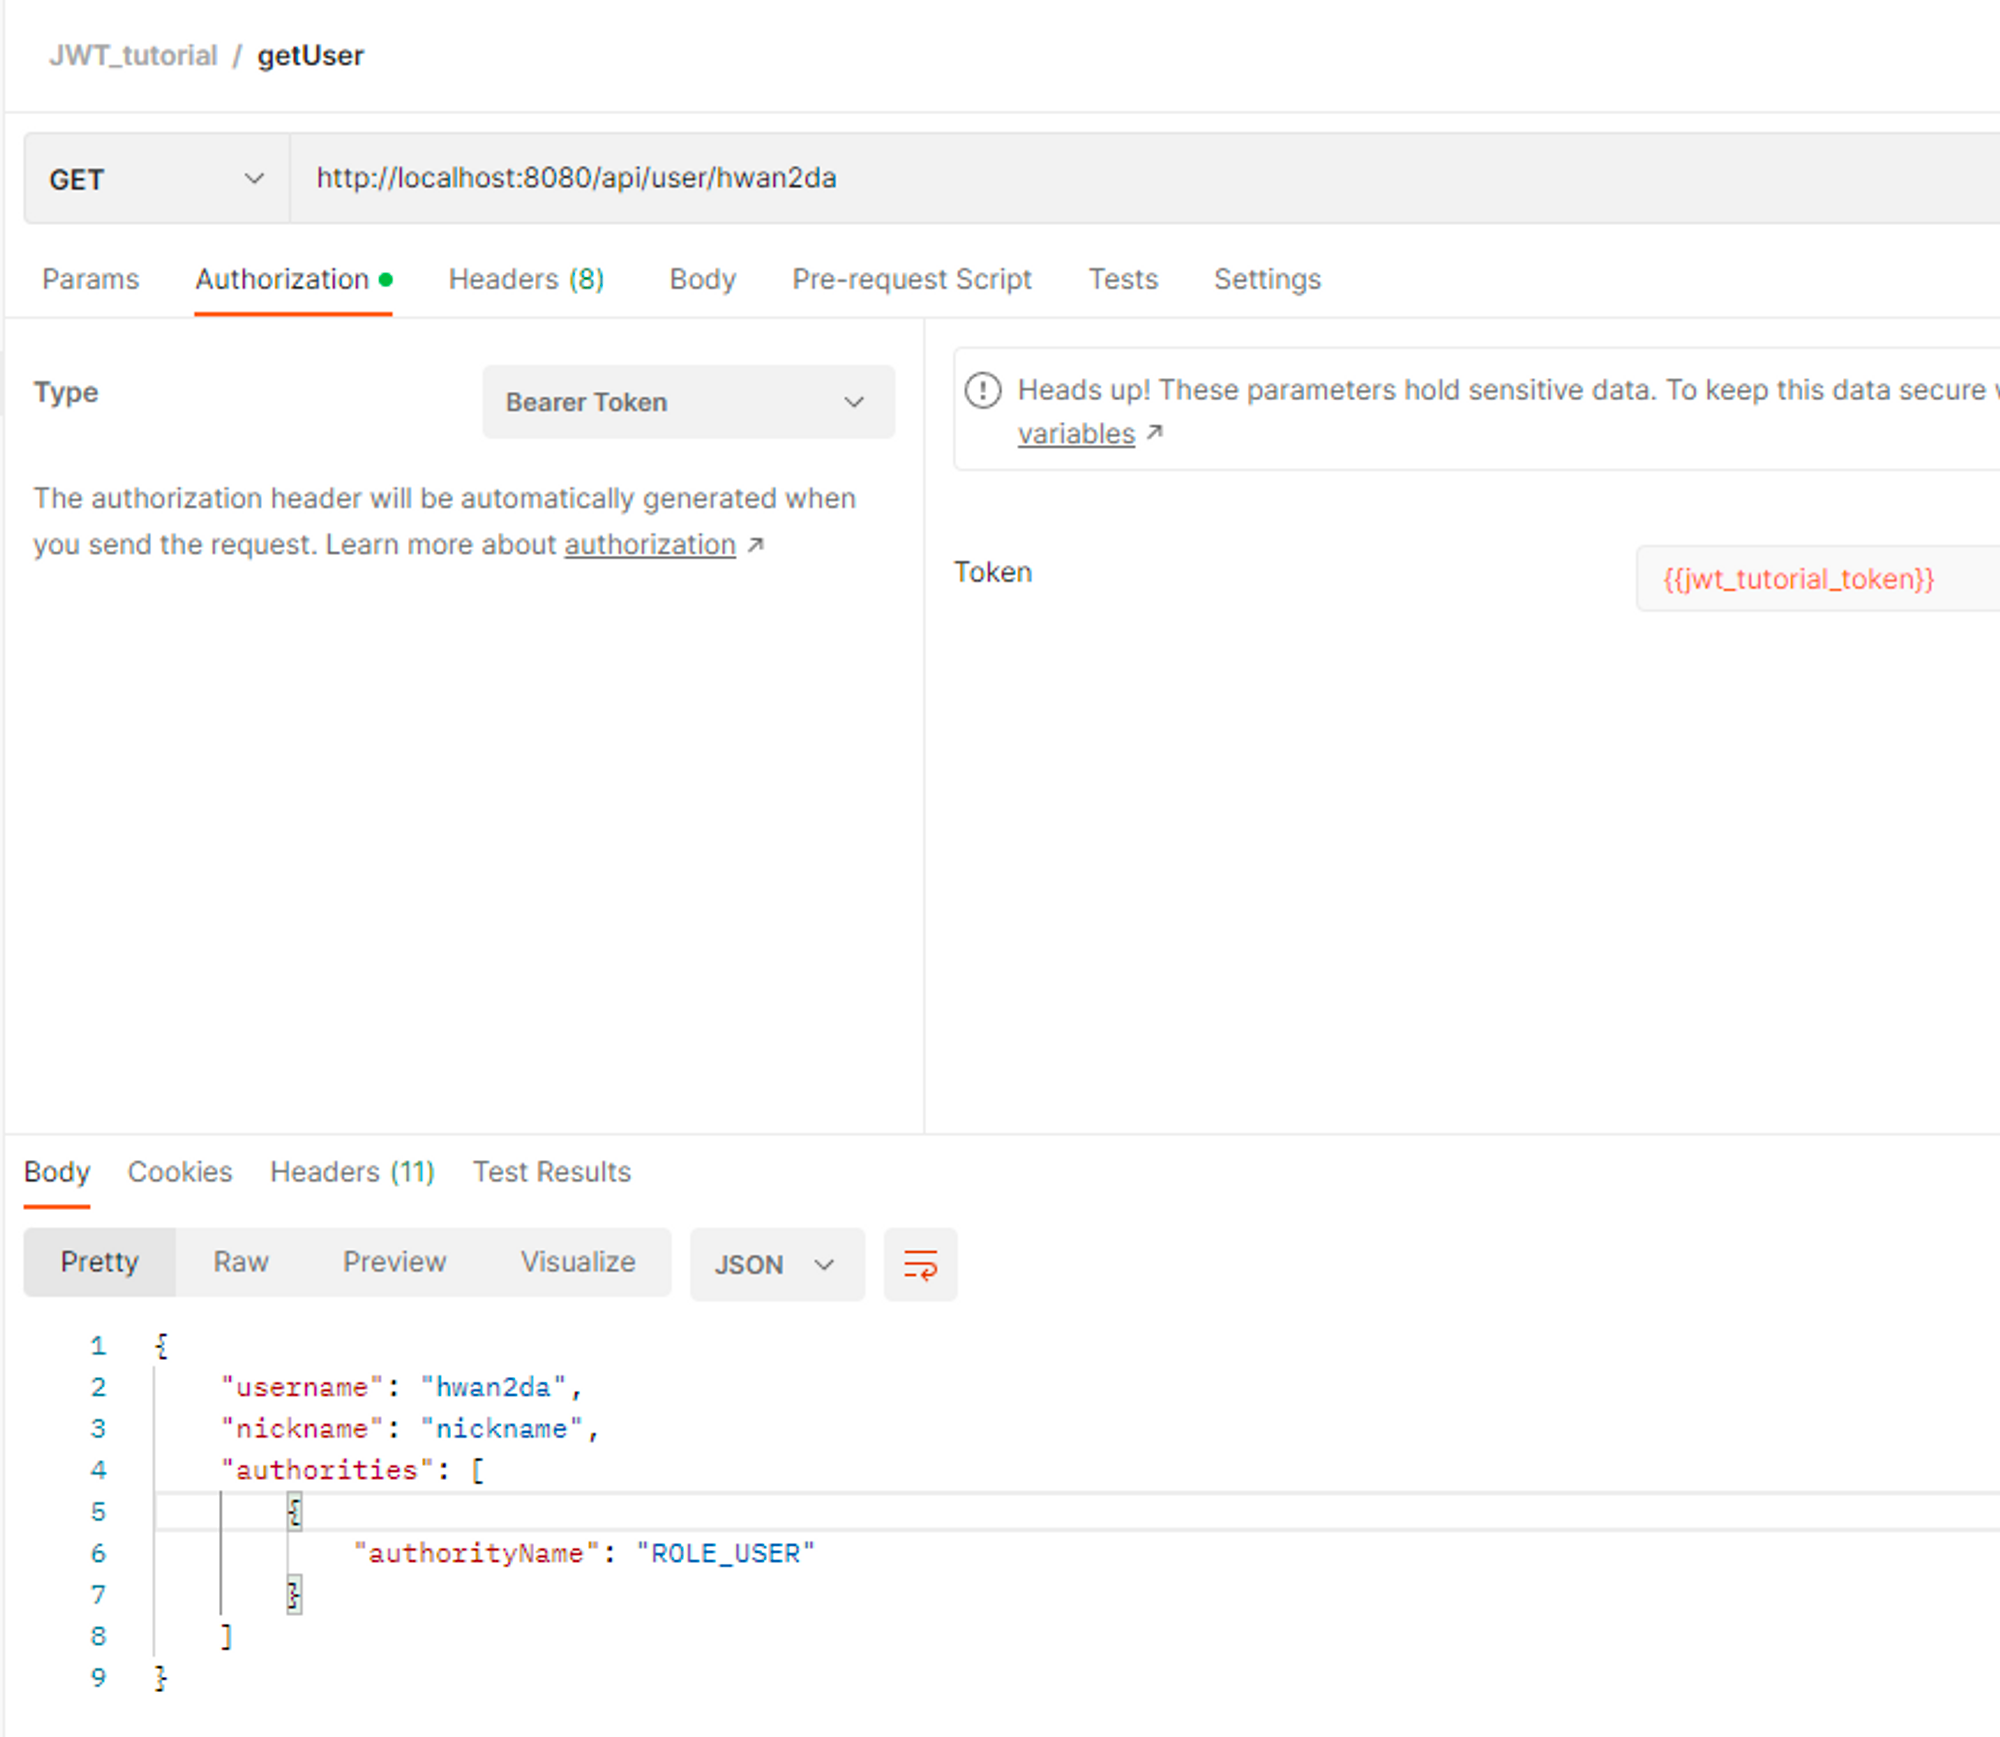 JWT_tutorial / getUser
GET http://localhost:8080/api/user/hwan2da
Params Authorization Headers (8) Body Pre-request Script Tests Settings
Type Bearer Token
The authorization header will be automatically generated when
you send the request. Learn more about authorization ↗
Heads up! These parameters hold sensitive data. To keep this data secure
variables ↗
Token {{jwt_tutorial_token}}
Body Cookies Headers (11) Test Results
Pretty Raw Preview Visualize JSON
1 {
2 "username": "hwan2da",
3 "nickname": "nickname",
4 "authorities": [
5 {
6 "authorityName": "ROLE_USER"
7 }
8 ]
9 }